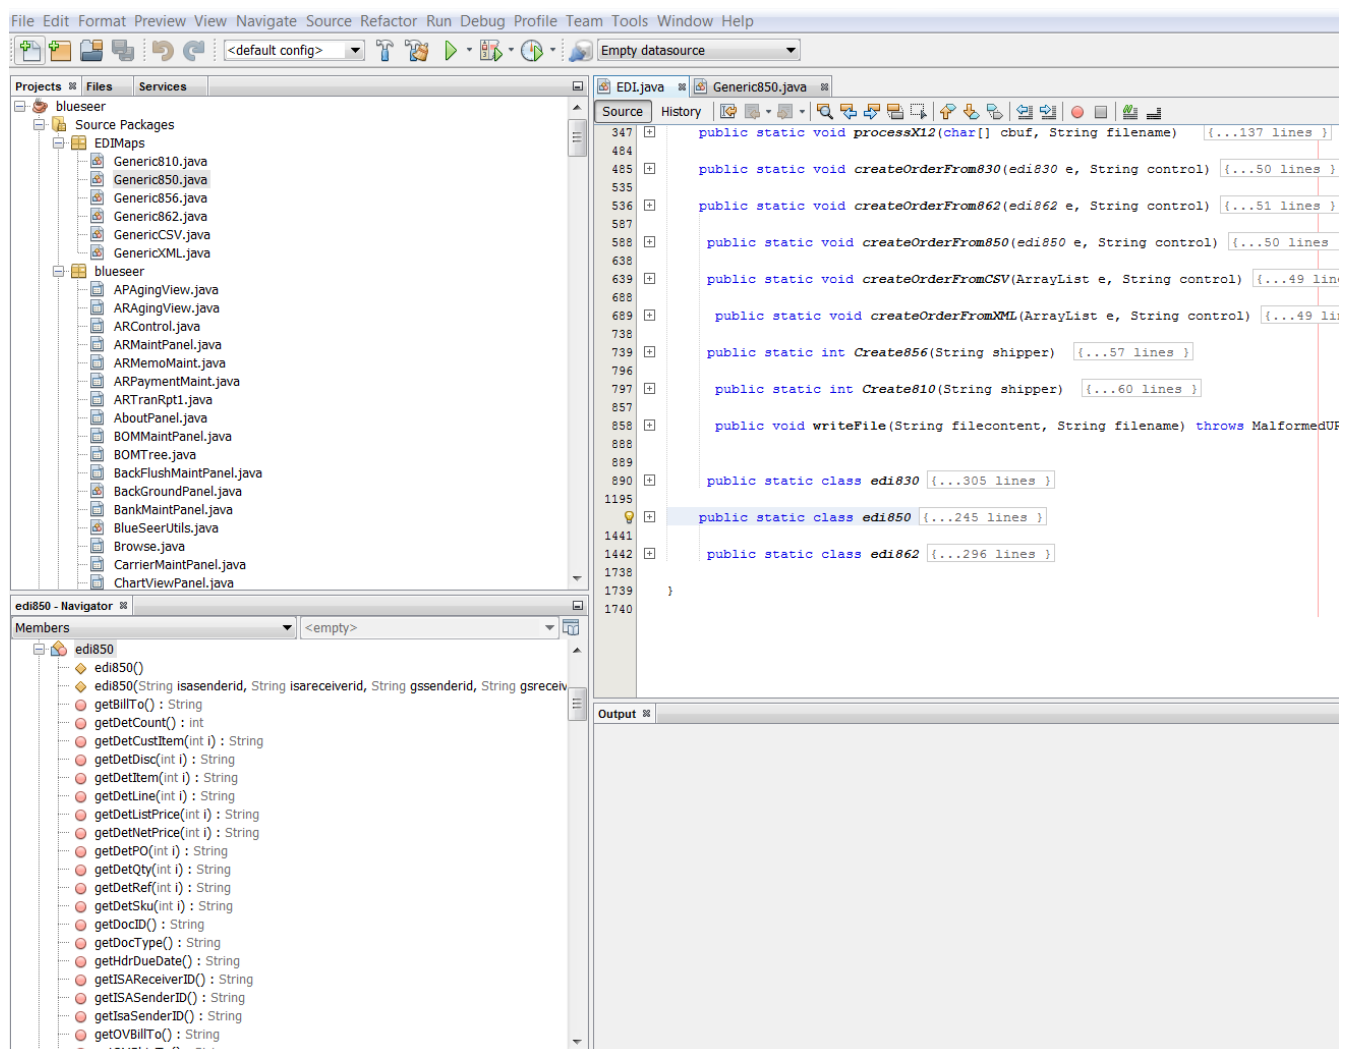 File Edit Format Preview View Navigate Source Refactor Run Debug Profile Team Tools Window Help
<default config>
Empty datasource
Projects Files Services
blueseer
Source Packages
EDIMaps
Generic810.java
Generic850.java
Generic856.java
Generic862.java
GenericCSV.java
GenericXML.java
blueseer
APAgingView.java
ARAgingView.java
ARControl.java
ARMaintPanel.java
ARMemoMaint.java
ARPaymentMaint.java
ARTranRpt1.java
AboutPanel.java
BOMMaintPanel.java
BOMTree.java
BackFlushMaintPanel.java
BackGroundPanel.java
BankMaintPanel.java
BlueSeerUtils.java
Browse.java
CarrierMaintPanel.java
ChartViewPanel.java
edi850 - Navigator
Members
<empty>
edi850
edi850()
edi850(String isasenderid, String isareceiverid, String gssenderid, String gsreceiv
getBillTo() : String
getDetCount() : int
getDetCustItem(int i) : String
getDetDisc(int i) : String
getDetItem(int i) : String
getDetLine(int i) : String
getDetListPrice(int i) : String
getDetNetPrice(int i) : String
getDetPO(int i) : String
getDetQty(int i) : String
getDetRef(int i) : String
getDetSku(int i) : String
getDocID() : String
getDocType() : String
getHdrDueDate() : String
getISAReceiverID() : String
getISASenderID() : String
getIsaSenderID() : String
getOVBillTo() : String
EDI.java Generic850.java
Source History
347 public static void processX12(char[] cbuf, String filename) {...137 lines }
484
485 public static void createOrderFrom830(edi830 e, String control) {...50 lines }
535
536 public static void createOrderFrom862(edi862 e, String control) {...51 lines }
587
588 public static void createOrderFrom850(edi850 e, String control) {...50 lines
638
639 public static void createOrderFromCSV(ArrayList e, String control) {...49 lin
688
689 public static void createOrderFromXML(ArrayList e, String control) {...49 li
738
739 public static int Create856(String shipper) {...57 lines }
796
797 public static int Create810(String shipper) {...60 lines }
857
858 public void writeFile(String filecontent, String filename) throws MalformedUR
888
889
890 public static class edi830 {...305 lines }
1195
public static class edi850 {...245 lines }
1441
1442 public static class edi862 {...296 lines }
1738
1739 }
1740
Output